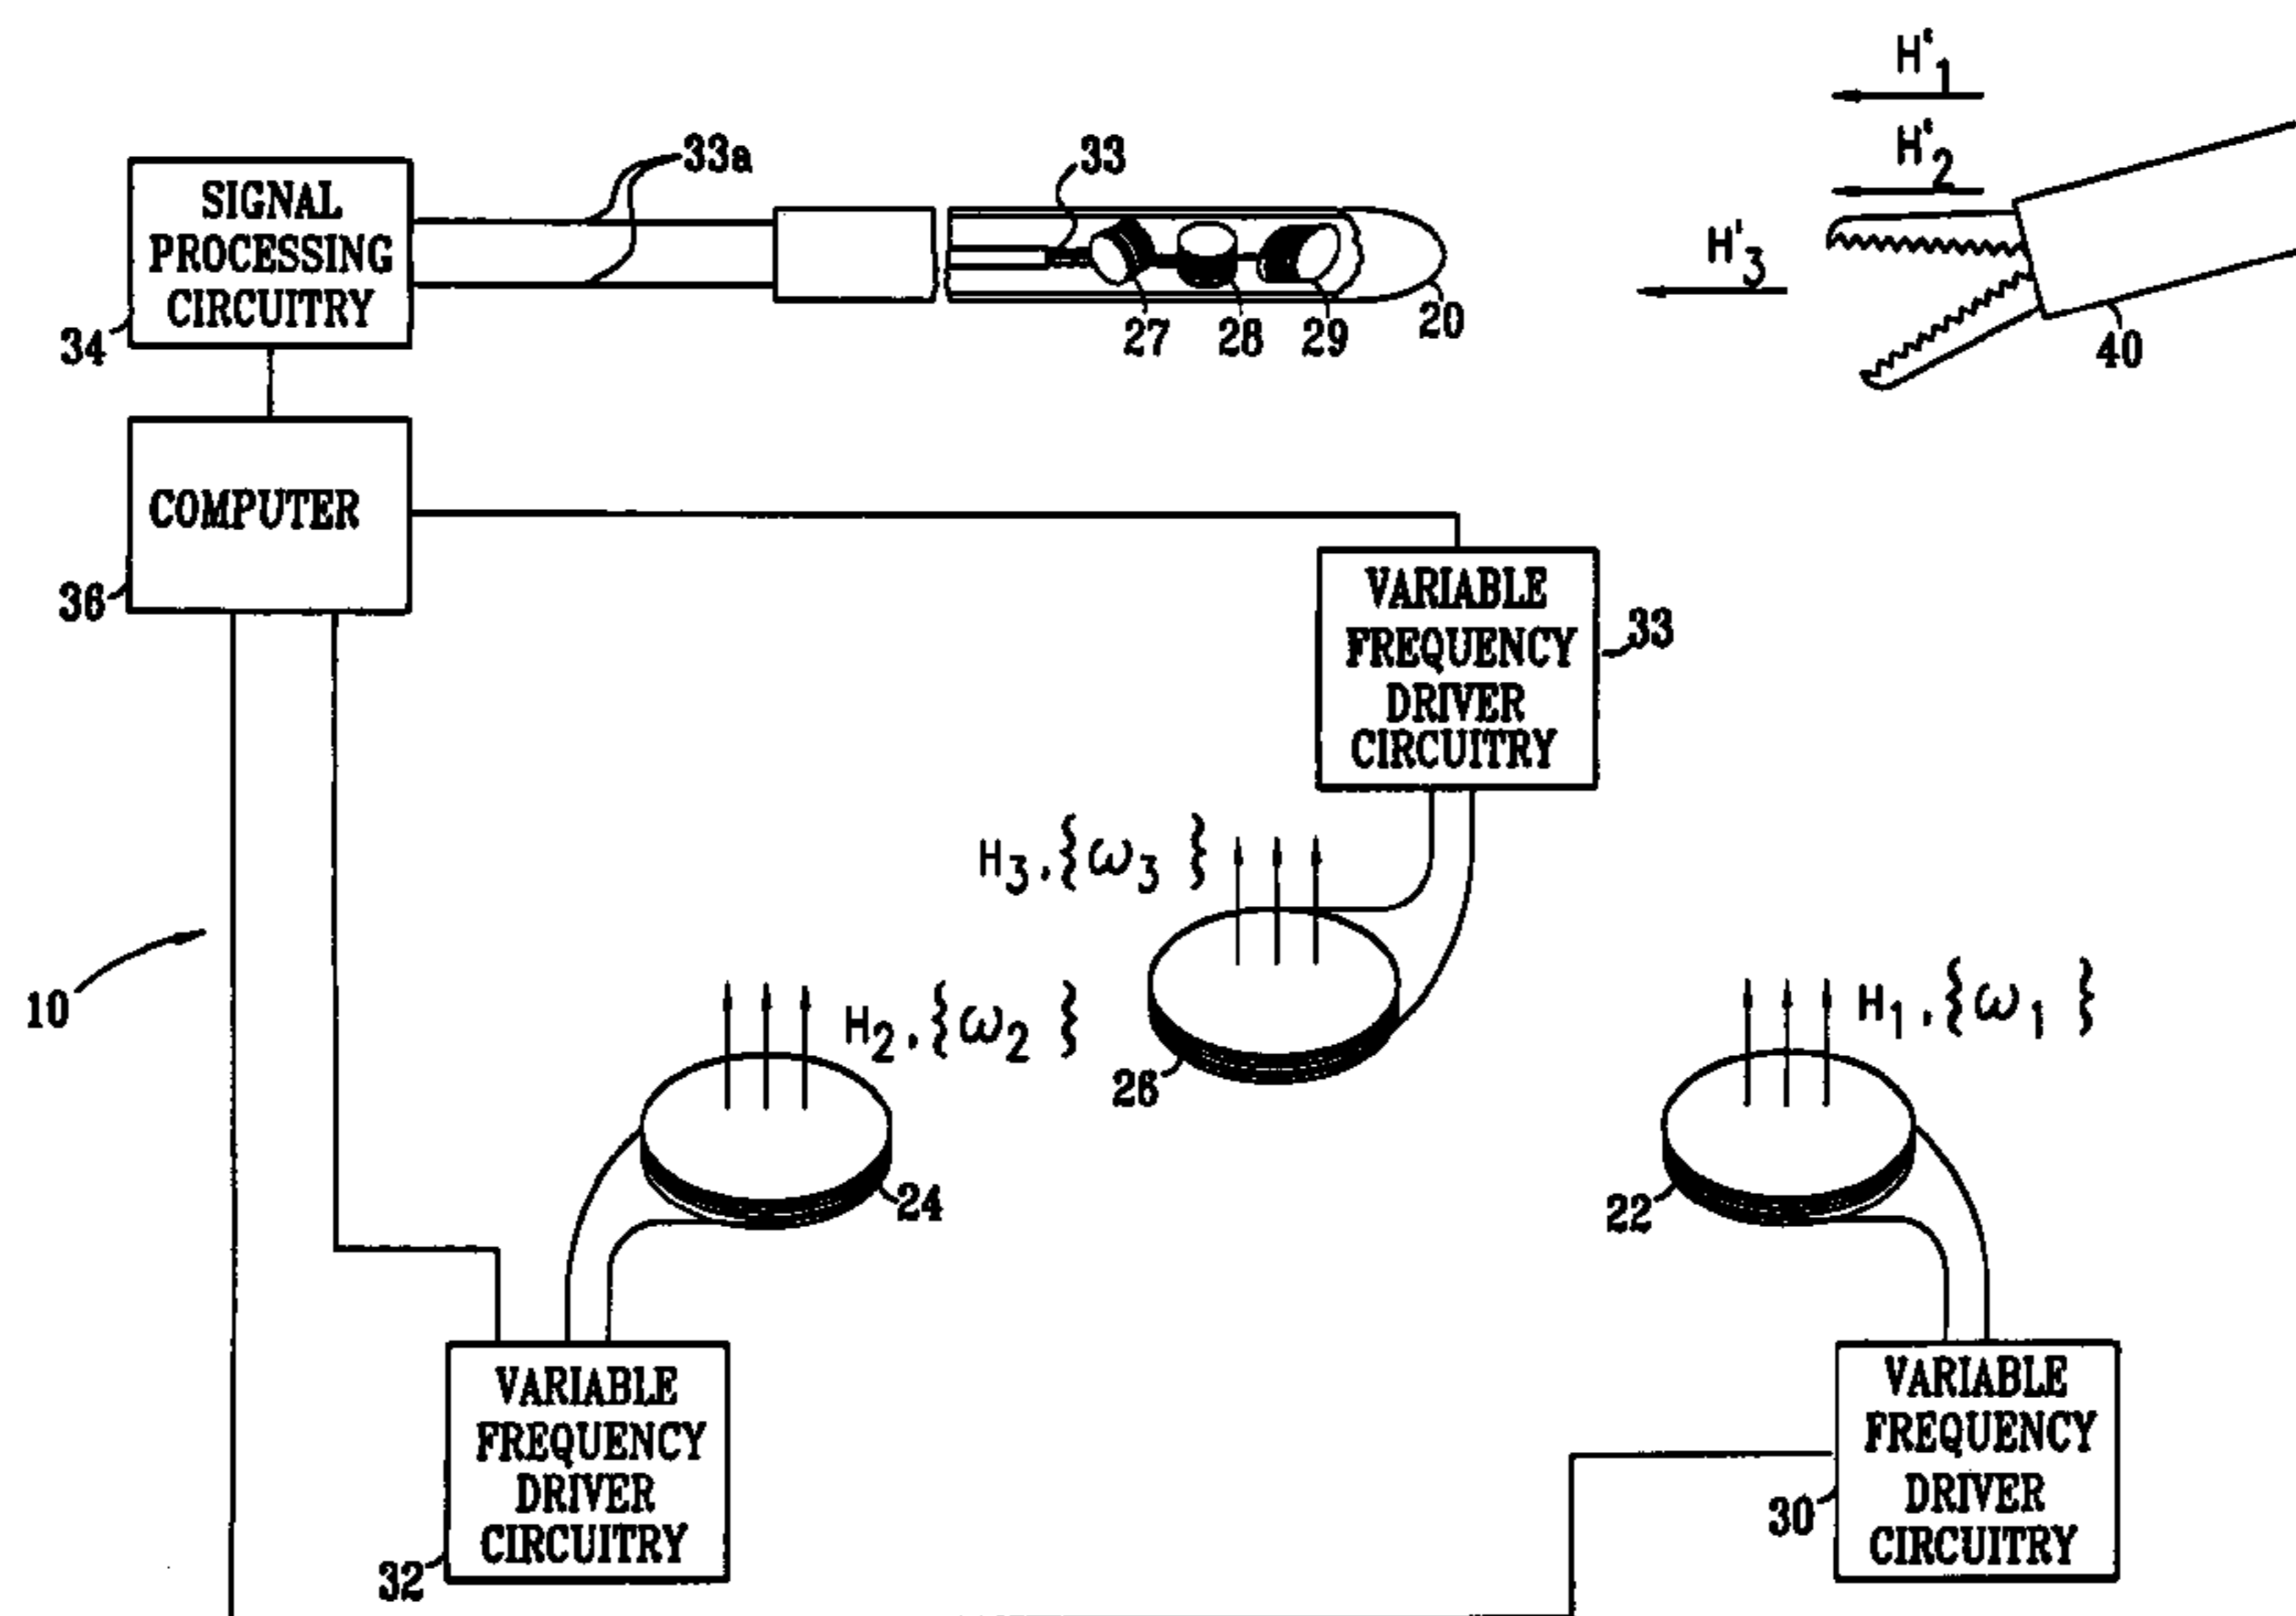 H'1
H'2
H'3
33a
33
SIGNAL
PROCESSING
CIRCUITRY
34
27
28
29
20
40
COMPUTER
36
VARIABLE
FREQUENCY
DRIVER
CIRCUITRY
33
H3,{ω3 }
26
10
H2,{ω2 }
24
H1,{ω1 }
22
VARIABLE
FREQUENCY
DRIVER
CIRCUITRY
32
VARIABLE
FREQUENCY
DRIVER
CIRCUITRY
30